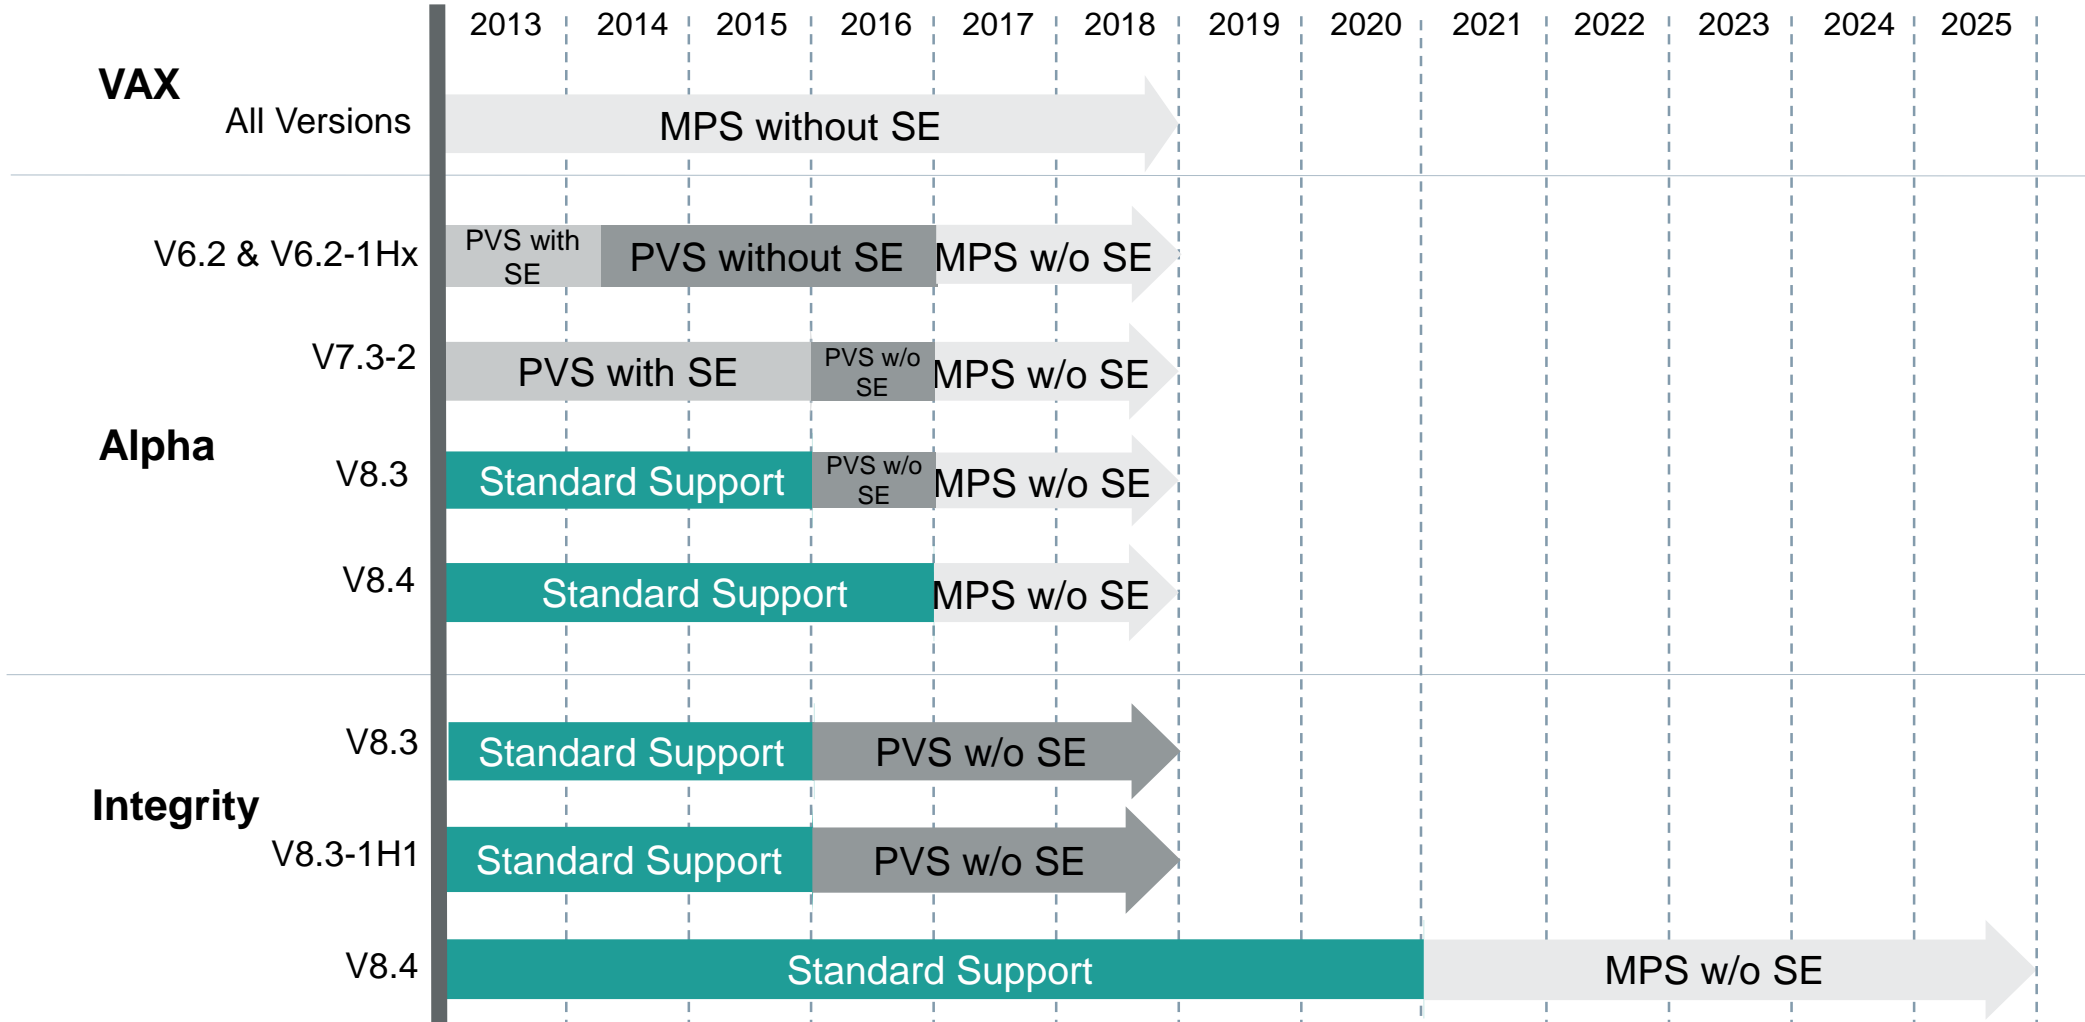 2013 2014 2015 2016 2017 2018 2019 2020 2021 2022 2023 2024 2025
VAX
All Versions
MPS without SE
V6.2 & V6.2-1Hx
PVS with
SE
PVS without SE
MPS w/o SE
V7.3-2
PVS with SE
PVS w/o
SE
MPS w/o SE
Alpha
V8.3
Standard Support
PVS w/o
SE
MPS w/o SE
V8.4
Standard Support
MPS w/o SE
V8.3
Standard Support
PVS w/o SE
Integrity
V8.3-1H1
Standard Support
PVS w/o SE
V8.4
Standard Support
MPS w/o SE